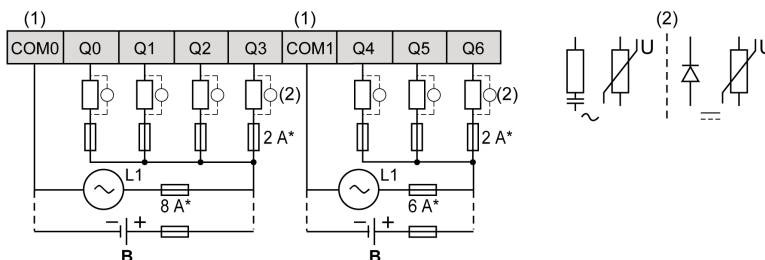 (1) (1) (2)
COM0 Q0 Q1 Q2 Q3 COM1 Q4 Q5 Q6
U U
(2) (2)
2 A* 2 A*
L1 L1
8 A* 6 A*
B B